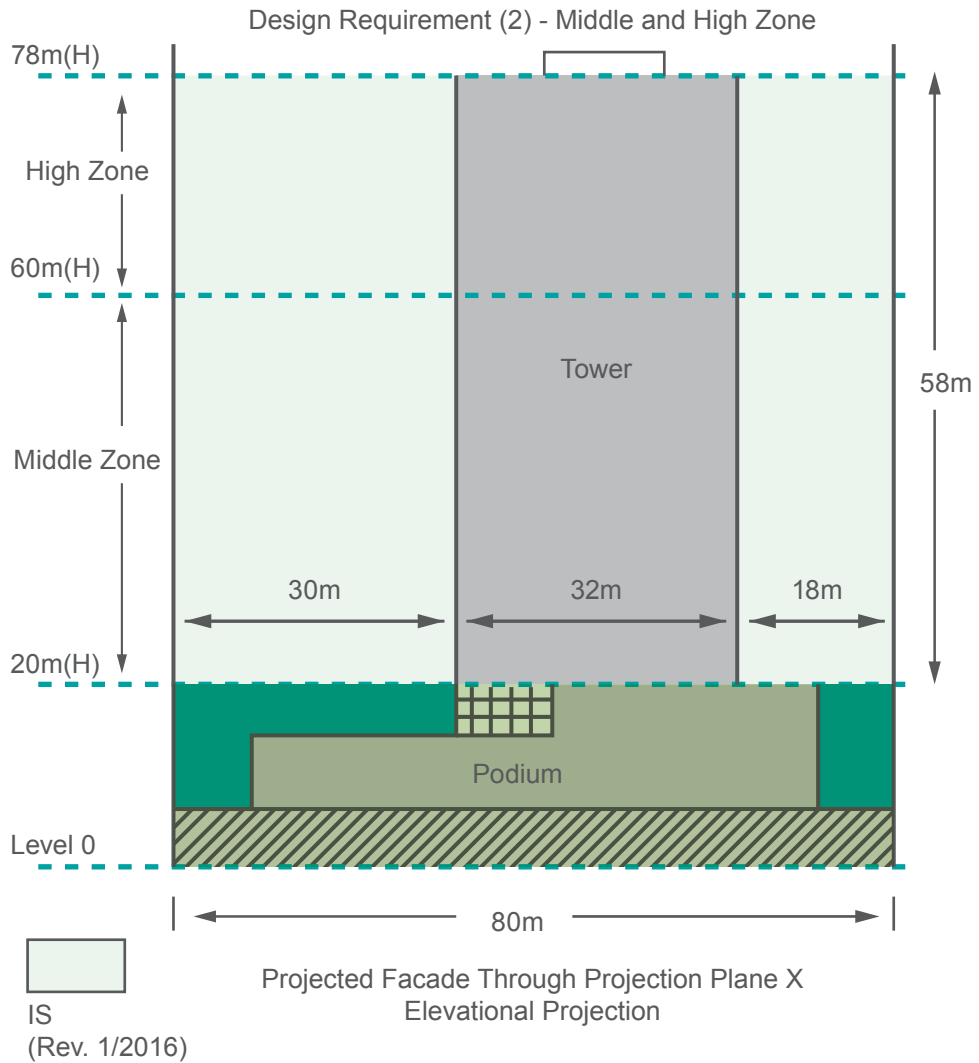 Design Requirement (2) - Middle and High Zone
78m(H)
High Zone
60m(H)
Tower
58m
Middle Zone
30m
32m
18m
20m(H)
Podium
Level 0
80m
Projected Facade Through Projection Plane X
Elevational Projection
IS
(Rev. 1/2016)